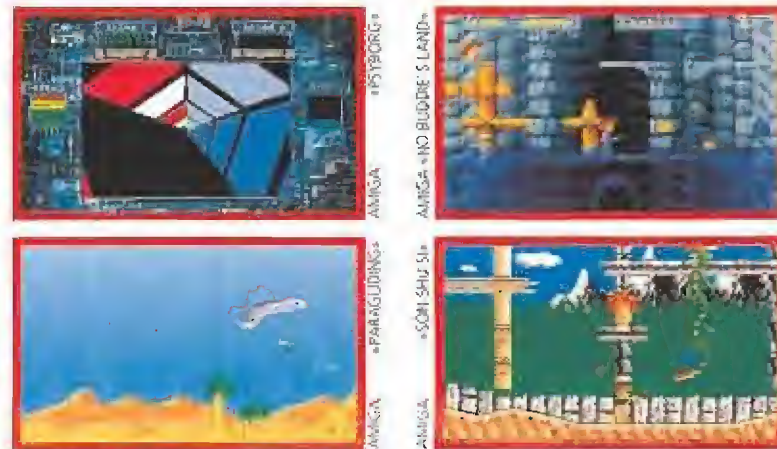 AMIGA «PSYBORG»
AMIGA «NO BUDDIE'S LAND»
AMIGA «PARAGLIDING»
AMIGA «SON SHU SI»